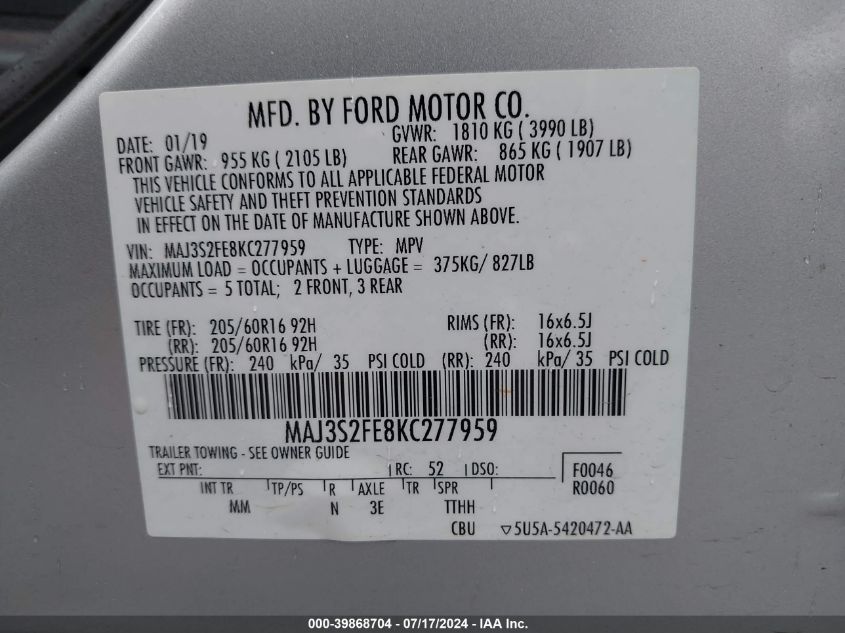 MFD. BY FORD MOTOR CO.
DATE: 01/19 GVWR: 1810 KG ( 3990 LB)
FRONT GAWR: 955 KG ( 2105 LB) REAR GAWR: 865 KG ( 1907 LB)
THIS VEHICLE CONFORMS TO ALL APPLICABLE FEDERAL MOTOR
VEHICLE SAFETY AND THEFT PREVENTION STANDARDS
IN EFFECT ON THE DATE OF MANUFACTURE SHOWN ABOVE.
VIN: MAJ3S2FE8KC277959 TYPE: MPV
MAXIMUM LOAD = OCCUPANTS + LUGGAGE = 375KG/ 827LB
OCCUPANTS = 5 TOTAL; 2 FRONT, 3 REAR
TIRE (FR): 205/60R16 92H RIMS (FR): 16x6.5J
(RR): 205/60R16 92H (RR): 16x6.5J
PRESSURE (FR): 240 kPa/ 35 PSI COLD (RR): 240 kPa/ 35 PSI COLD
MAJ3S2FE8KC277959
TRAILER TOWING - SEE OWNER GUIDE
EXT PNT: RC: 52 DSO: F0046
INT TR TP/PS R AXLE TR SPR R0060
MM N 3E TTHH
CBU ▽5U5A-5420472-AA
000-39868704 - 07/17/2024 - IAA Inc.